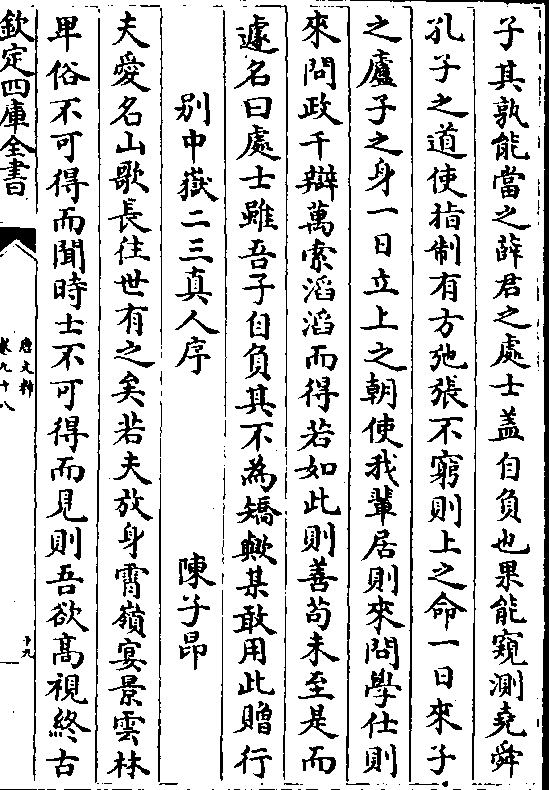 子其孰能當之薛君之處士蓋自負也果能窺測堯舜
孔子之道使指制有方弛張不窮則上之命一日來子
之廬子之身一日立上之朝使我輩居則來問學仕則
來問政千辯萬索滔滔而得若如此則善苟未至是而
遽名曰處士雖吾子自負其不為矯歟某敢用此贈行
别中嶽二三真人序　陳子昂
夫愛名山歌長往世有之矣若夫放身霄嶺宴景雲林
卑俗不可得而聞時士不可得而見則吾欲高視終古
欽定四庫全書
唐文粹
卷九十八
十九